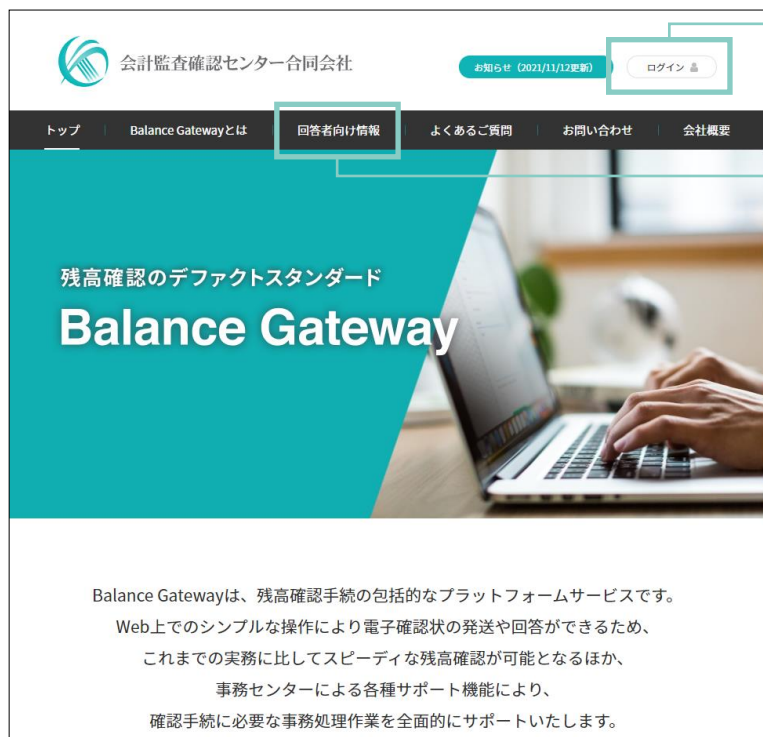 会計監査確認センター合同会社
お知らせ（2021/11/12更新）
ログイン
トップ
Balance Gatewayとは
回答者向け情報
よくあるご質問
お問い合わせ
会社概要
残高確認のデファクトスタンダード
Balance Gateway
Balance Gatewayは、残高確認手続の包括的なプラットフォームサービスです。
Web上でのシンプルな操作により電子確認状の発送や回答ができるため、
これまでの実務に比してスピーディな残高確認が可能となるほか、
事務センターによる各種サポート機能により、
確認手続に必要な事務処理作業を全面的にサポートいたします。